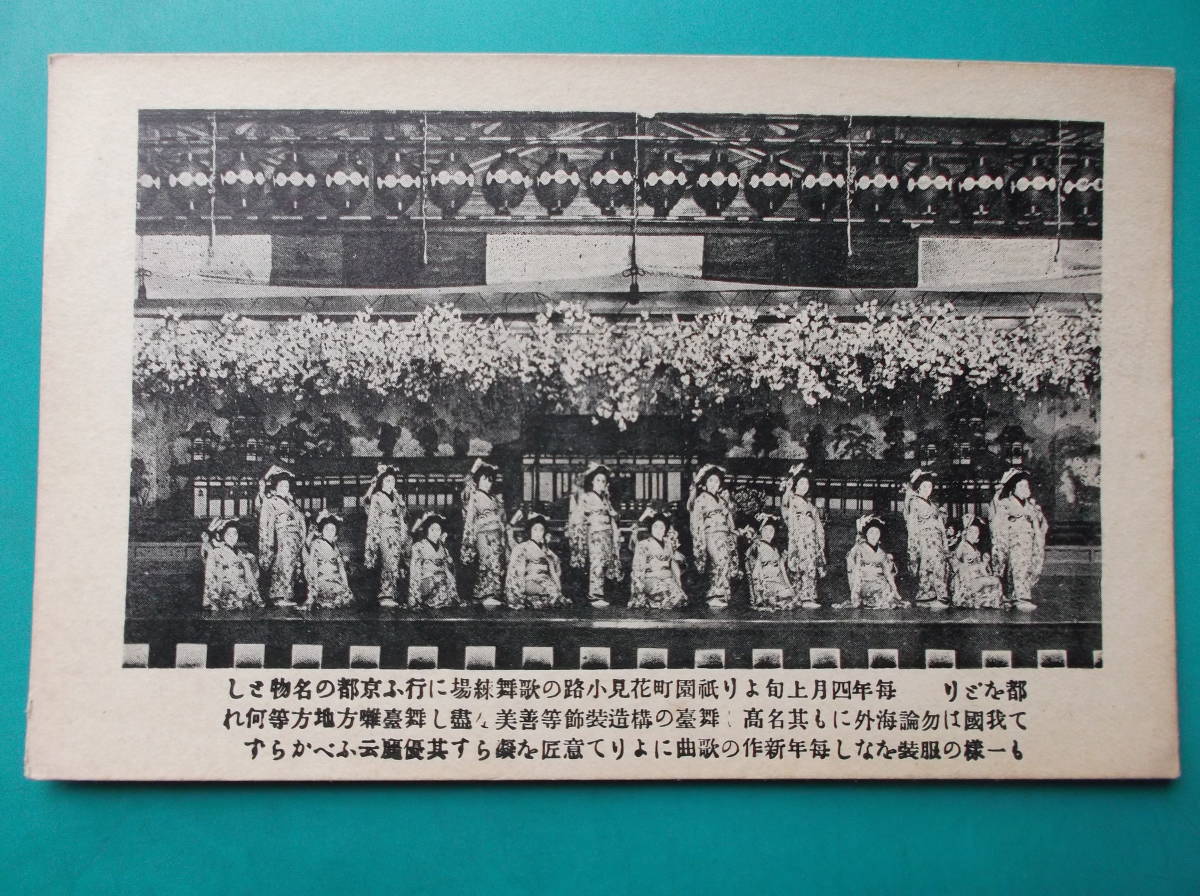 都をどり　毎年四月上旬より祇園町花見小路の歌舞練場に行ふ京都の名物とし
て我國は勿論海外にも其名高く舞臺の構造装飾等善美を盡し舞臺囃方地方等何れ
も一樣の服装をなし毎年新作の歌曲によりて意匠を凝らす其優麗云ふべからず